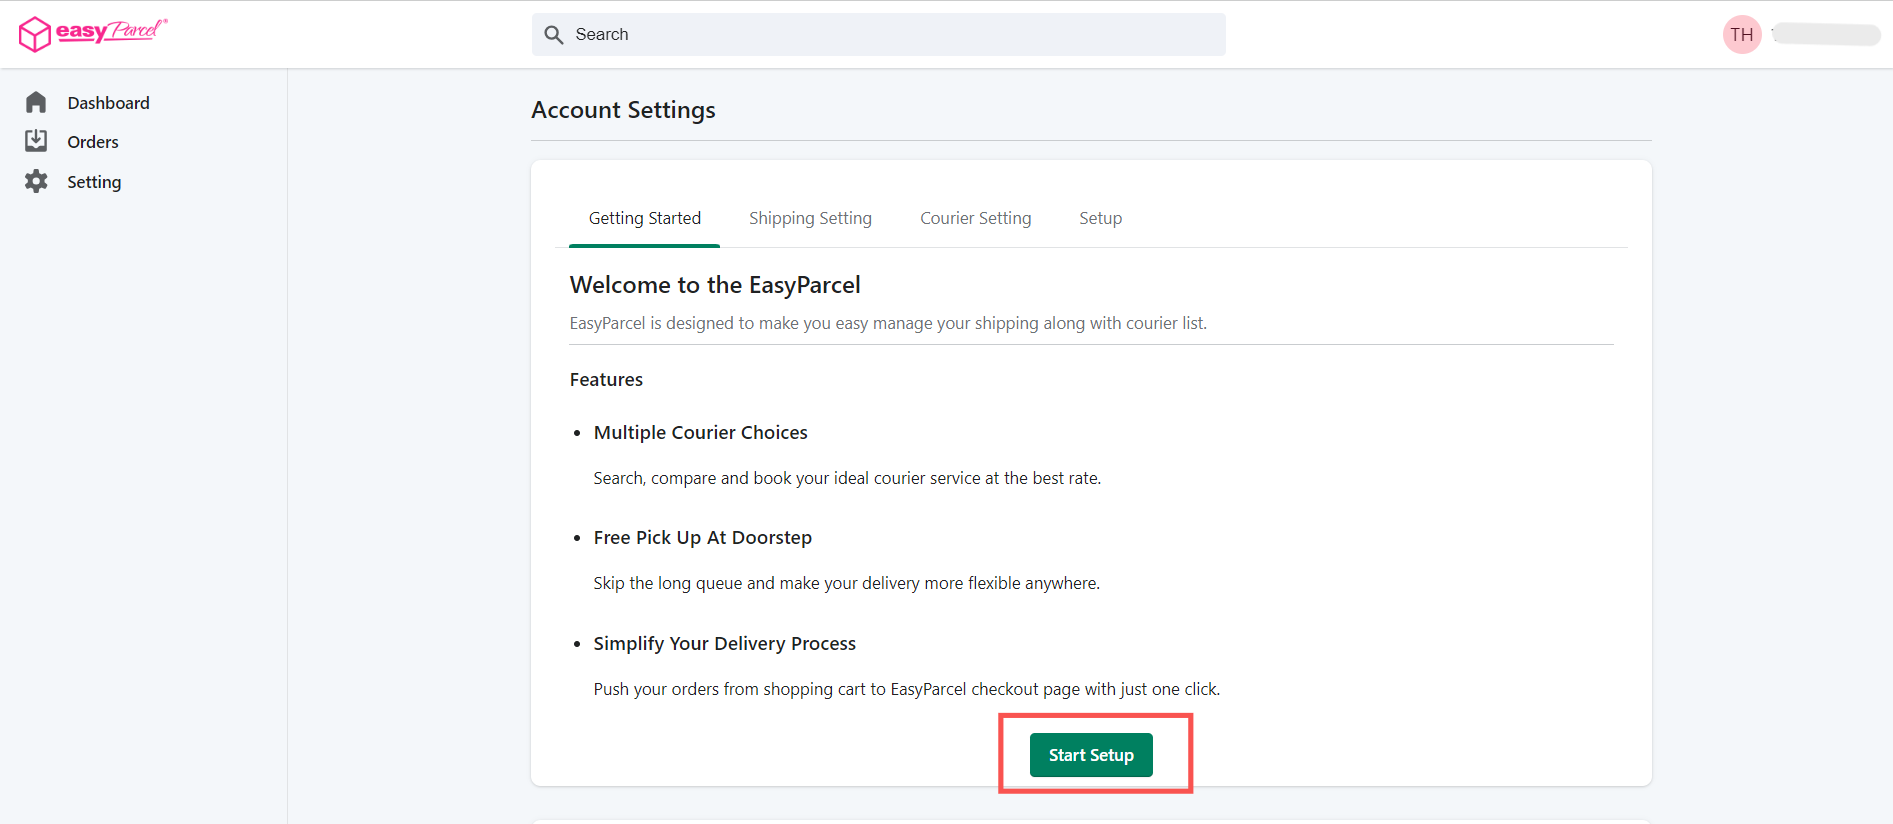 easyParcel®
Search
TH
Dashboard
Orders
Setting
Account Settings
Getting Started
Shipping Setting
Courier Setting
Setup
Welcome to the EasyParcel
EasyParcel is designed to make you easy manage your shipping along with courier list.
Features
Multiple Courier Choices
Search, compare and book your ideal courier service at the best rate.
Free Pick Up At Doorstep
Skip the long queue and make your delivery more flexible anywhere.
Simplify Your Delivery Process
Push your orders from shopping cart to EasyParcel checkout page with just one click.
Start Setup